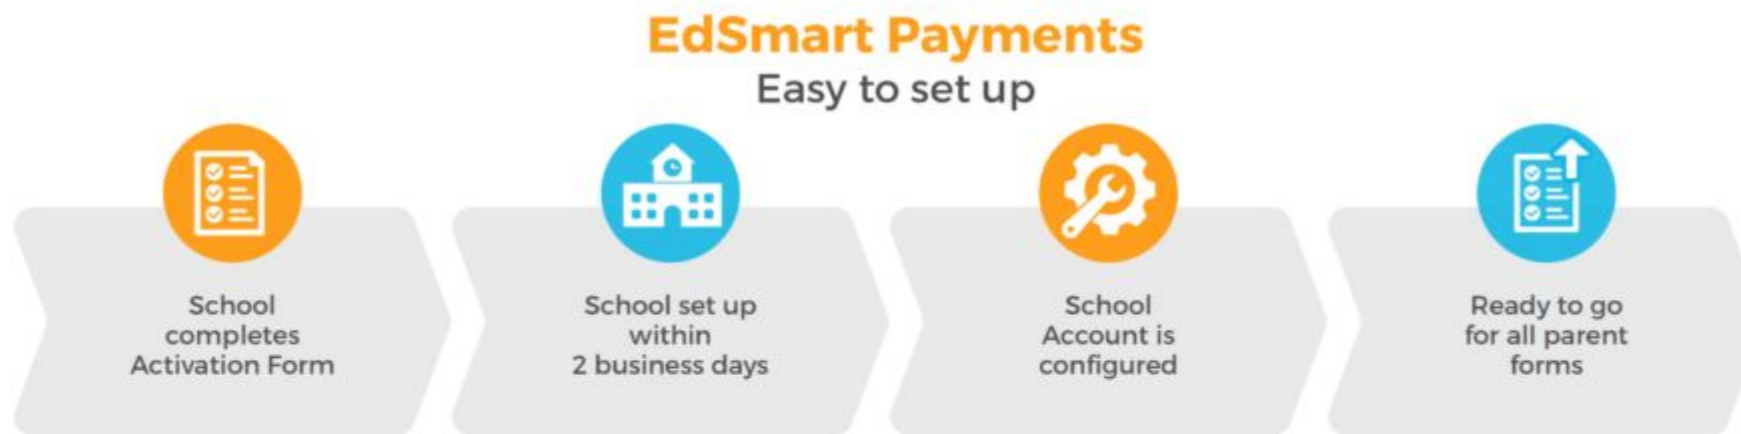 EdSmart Payments
Easy to set up
School
completes
Activation Form
School set up
within
2 business days
School
Account is
configured
Ready to go
for all parent
forms